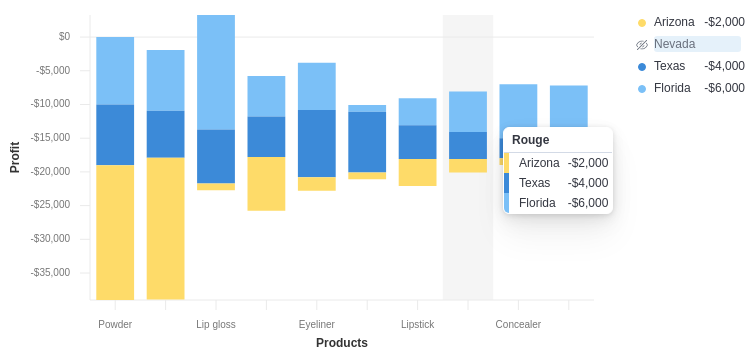 Arizona -$2,000
Nevada
Texas -$4,000
Florida -$6,000
$0
-$5,000
-$10,000
-$15,000
-$20,000
-$25,000
-$30,000
-$35,000
Profit
Rouge
Arizona -$2,000
Texas -$4,000
Florida -$6,000
Powder
Lip gloss
Eyeliner
Lipstick
Concealer
Products